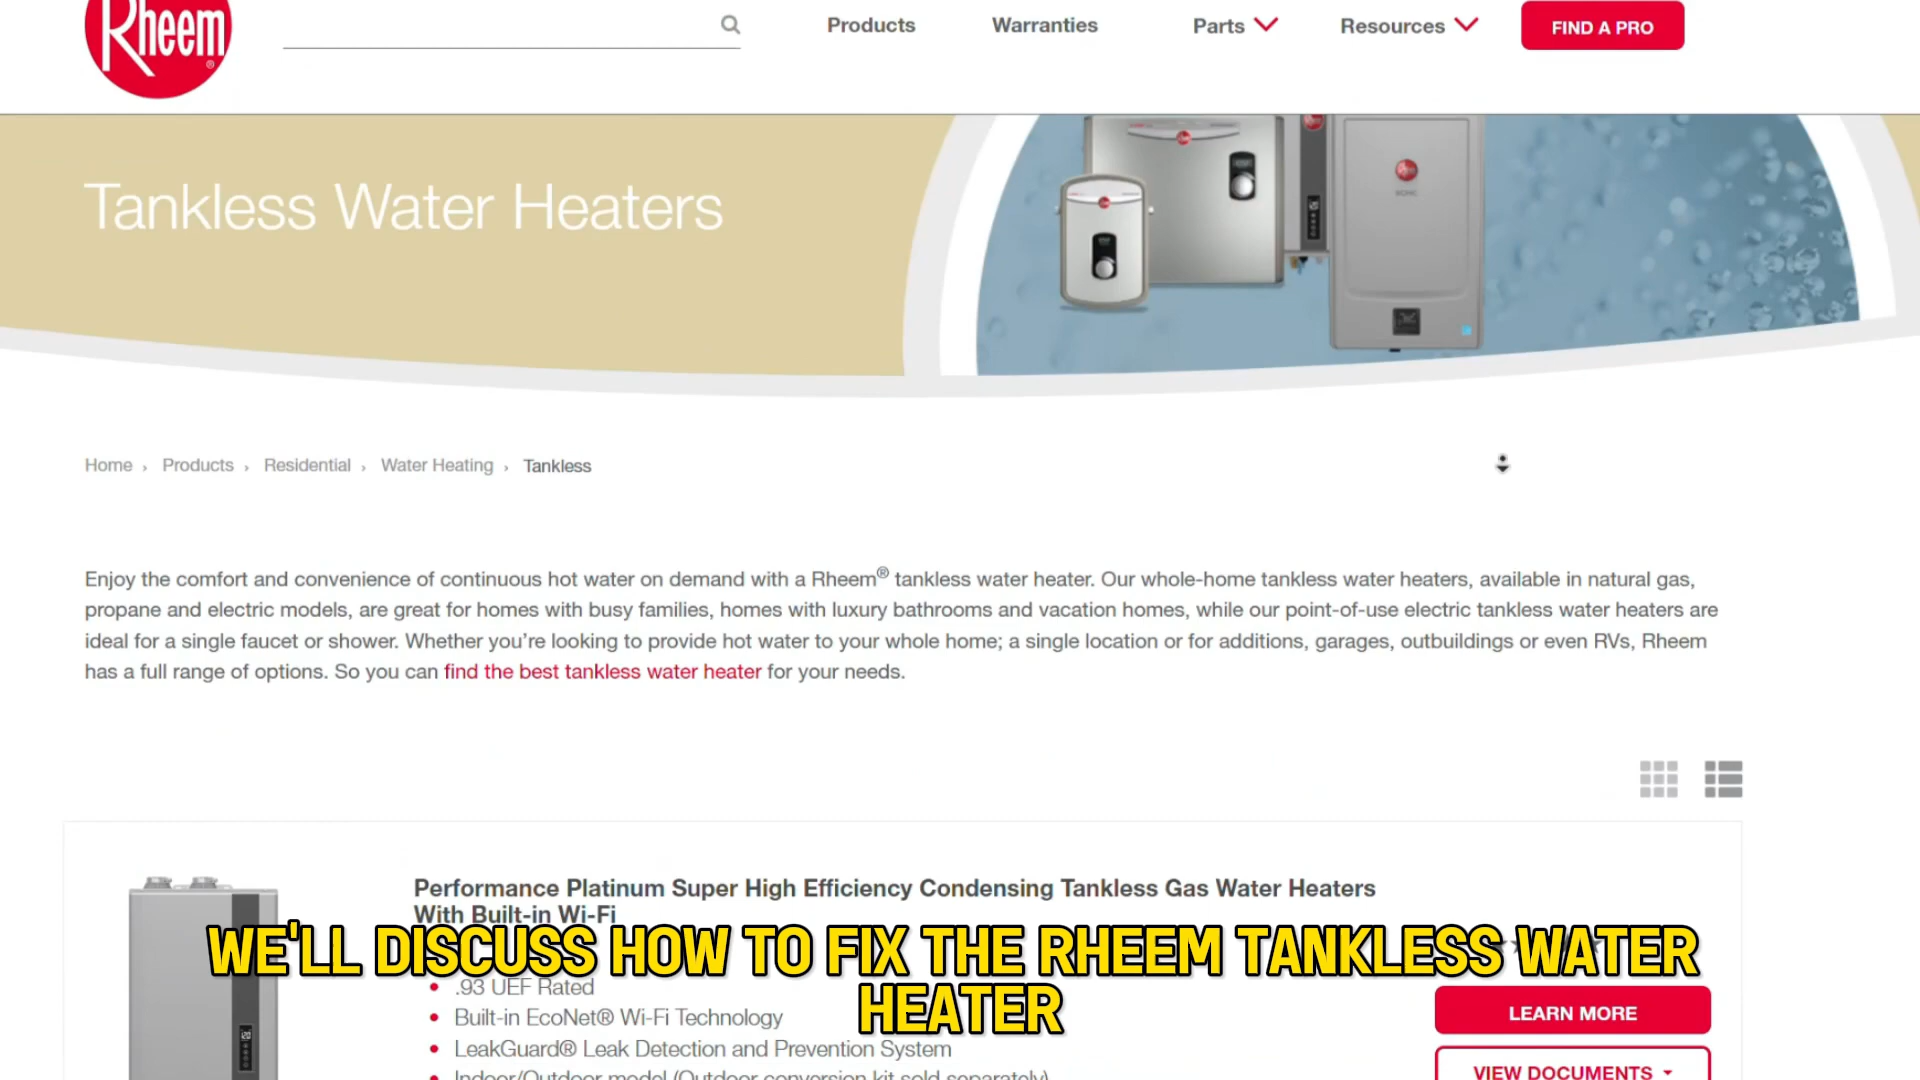 Rheem
®
Products
Warranties
Parts
Resources
FIND A PRO
Tankless Water Heaters
Home › Products › Residential › Water Heating › Tankless
Enjoy the comfort and convenience of continuous hot water on demand with a Rheem® tankless water heater. Our whole-home tankless water heaters, available in natural gas,
propane and electric models, are great for homes with busy families, homes with luxury bathrooms and vacation homes, while our point-of-use electric tankless water heaters are
ideal for a single faucet or shower. Whether you’re looking to provide hot water to your whole home; a single location or for additions, garages, outbuildings or even RVs, Rheem
has a full range of options. So you can find the best tankless water heater for your needs.
Performance Platinum Super High Efficiency Condensing Tankless Gas Water Heaters
With Built-in Wi-Fi
WE'LL DISCUSS HOW TO FIX THE RHEEM TANKLESS WATER
HEATER
• .93 UEF Rated
• Built-in EcoNet® Wi-Fi Technology
• LeakGuard® Leak Detection and Prevention System
• Indoor/Outdoor model (Outdoor conversion kit sold separately)
LEARN MORE
VIEW DOCUMENTS